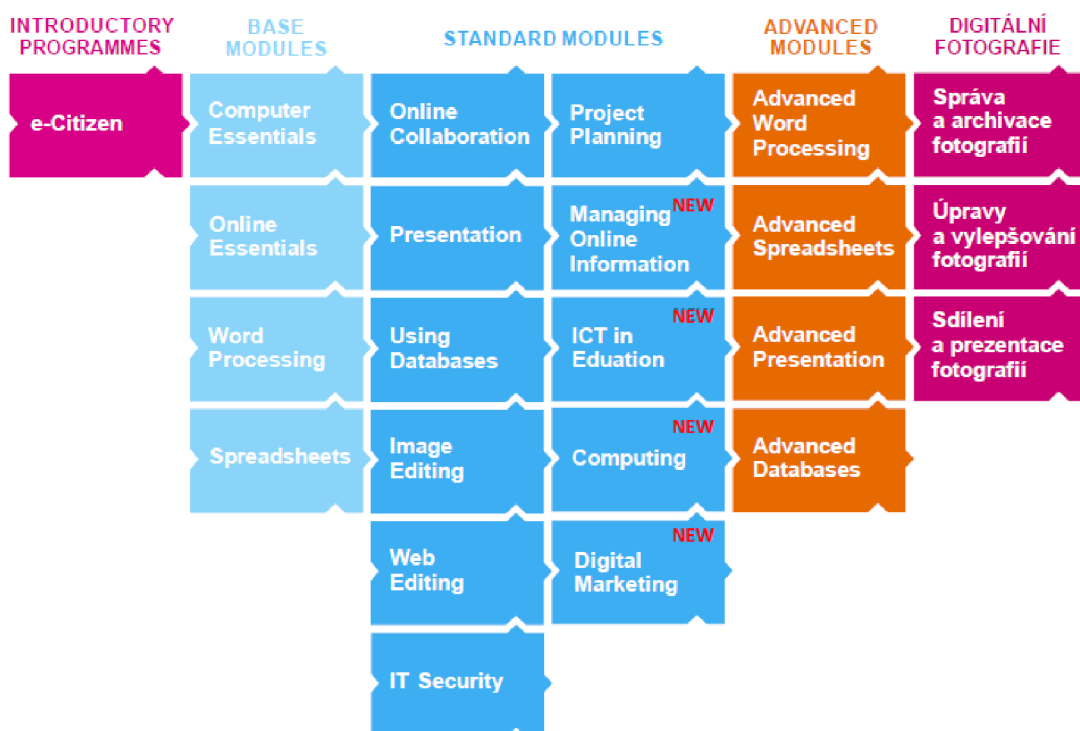 INTRODUCTORY
PROGRAMMES
BASE
MODULES
STANDARD MODULES
ADVANCED
MODULES
DIGITÁLNÍ
FOTOGRAFIE
e-Citizen
Computer
Essentials
Online
Essentials
Word
Processing
Spreadsheets
Online
Collaboration
Presentation
Using
Databases
Image
Editing
Web
Editing
IT Security
Project
Planning
NEW
Managing
Online
Information
NEW
ICT in
Eduation
NEW
Computing
NEW
Digital
Marketing
Advanced
Word
Processing
Advanced
Spreadsheets
Advanced
Presentation
Advanced
Databases
Správa
a archivace
fotografií
Úpravy
a vylepšování
fotografií
Sdílení
a prezentace
fotografií